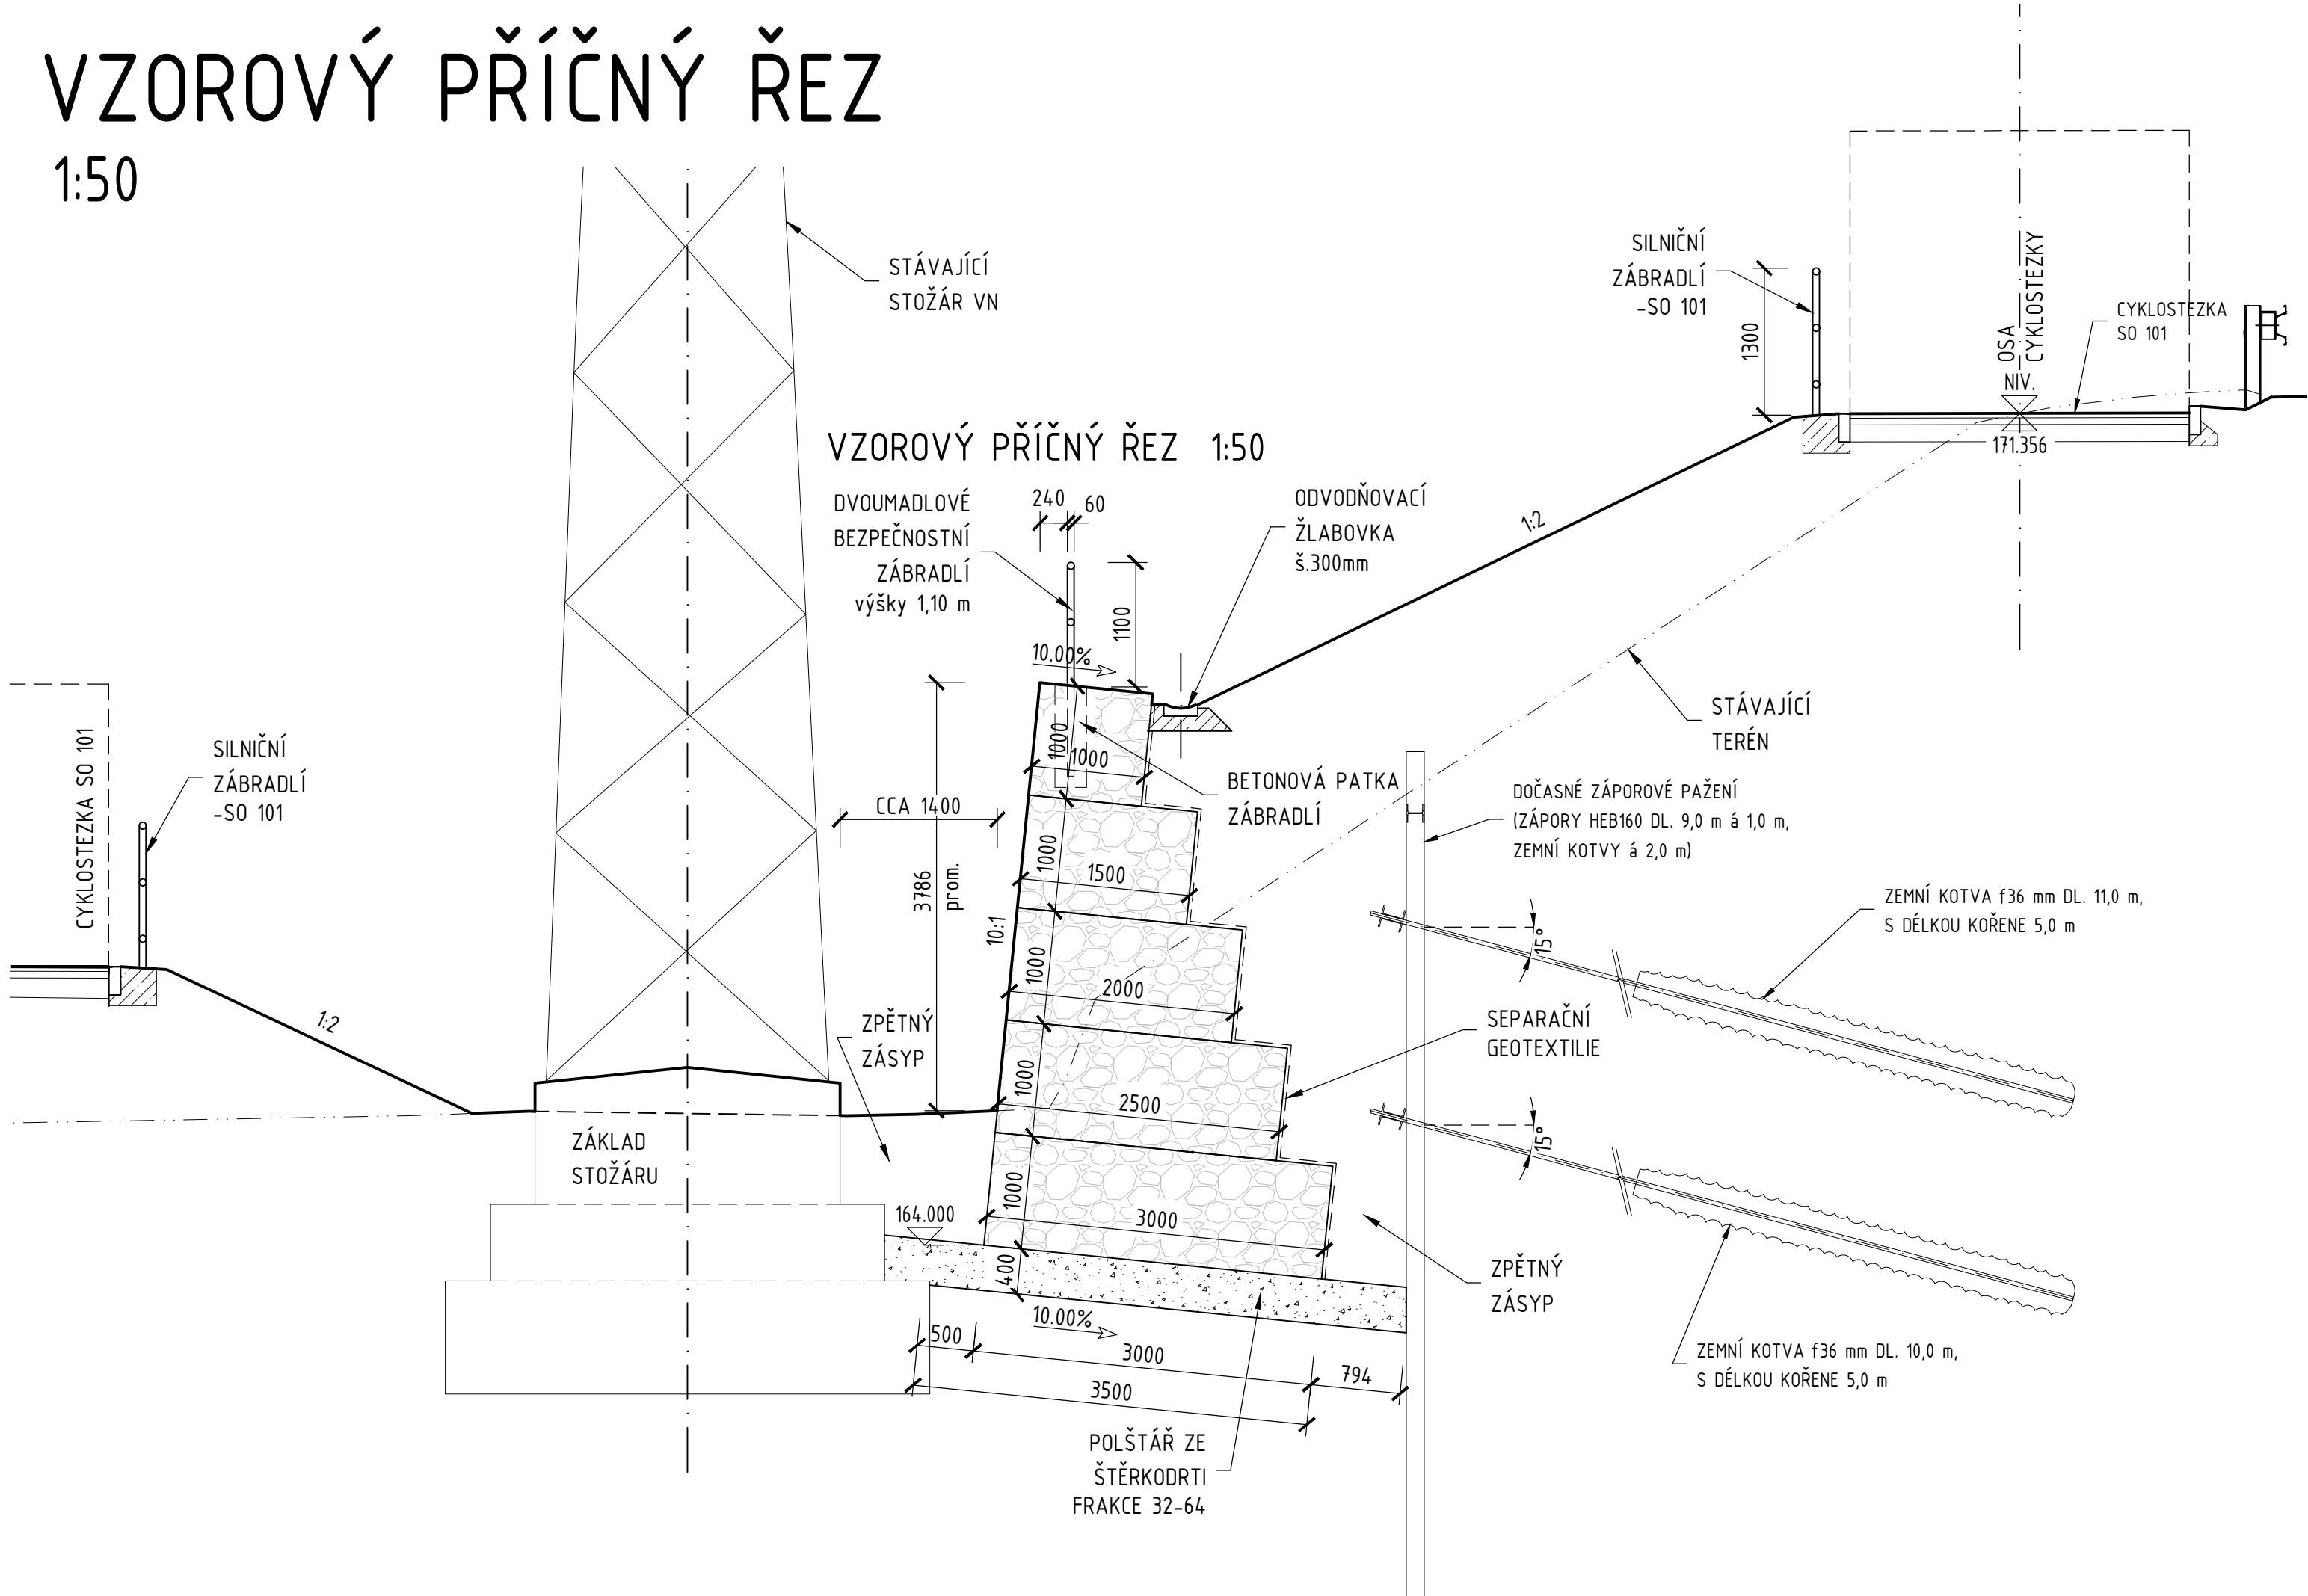 VZOROVÝ PŘÍČNÝ ŘEZ
1:50
STÁVAJÍCÍ
STOŽÁR VN
SILNIČNÍ
ZÁBRADLÍ
-SO 101
1300
OSA
CYKLOSTEZKY
NIV.
171.356
CYKLOSTEZKA
SO 101
VZOROVÝ PŘÍČNÝ ŘEZ 1:50
DVOUMADLOVÉ
BEZPEČNOSTNÍ
ZÁBRADLÍ
výšky 1,10 m
240
60
1100
10.00%
ODVODŇOVACÍ
ŽLABOVKA
š.300mm
1:2
STÁVAJÍCÍ
TERÉN
CYKLOSTEZKA SO 101
SILNIČNÍ
ZÁBRADLÍ
-SO 101
1:2
CCA 1400
3786
prom.
10:1
1000
1000
BETONOVÁ PATKA
ZÁBRADLÍ
DOČASNÉ ZÁPOROVÉ PAŽENÍ
(ZÁPORY HEB160 DL. 9,0 m á 1,0 m,
ZEMNÍ KOTVY á 2,0 m)
1000
1500
1000
2000
1000
2500
1000
3000
400
15°
ZEMNÍ KOTVA f36 mm DL. 11,0 m,
S DÉLKOU KOŘENE 5,0 m
ZPĚTNÝ
ZÁSYP
SEPARAČNÍ
GEOTEXTILIE
15°
ZÁKLAD
STOŽÁRU
164.000
ZPĚTNÝ
ZÁSYP
10.00%
500
3000
794
3500
ZEMNÍ KOTVA f36 mm DL. 10,0 m,
S DÉLKOU KOŘENE 5,0 m
POLŠTÁŘ ZE
ŠTĚRKODRTI
FRAKCE 32-64